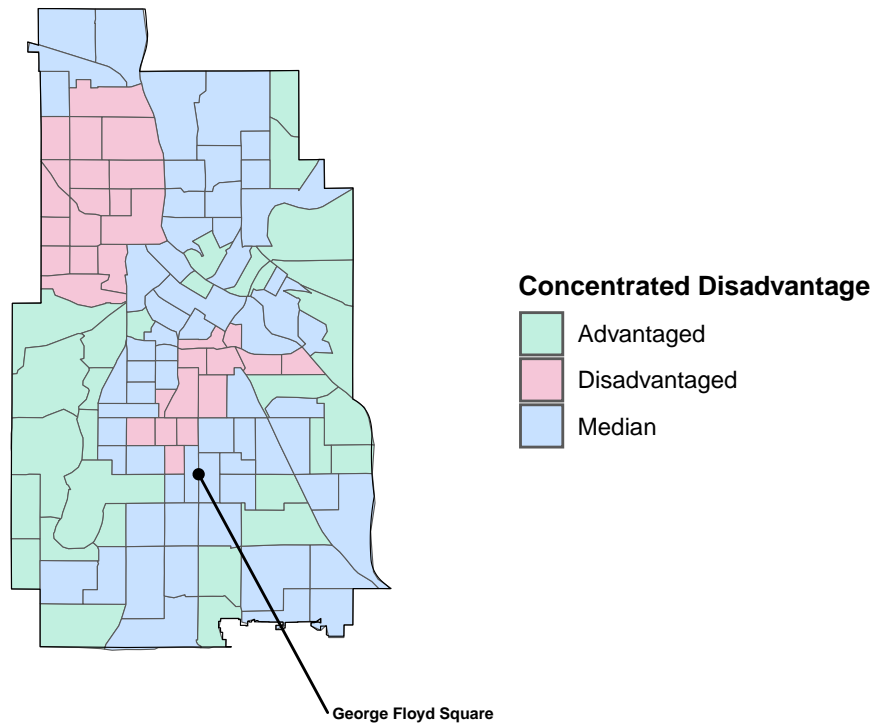 Concentrated Disadvantage
Advantaged
Disadvantaged
Median
George Floyd Square